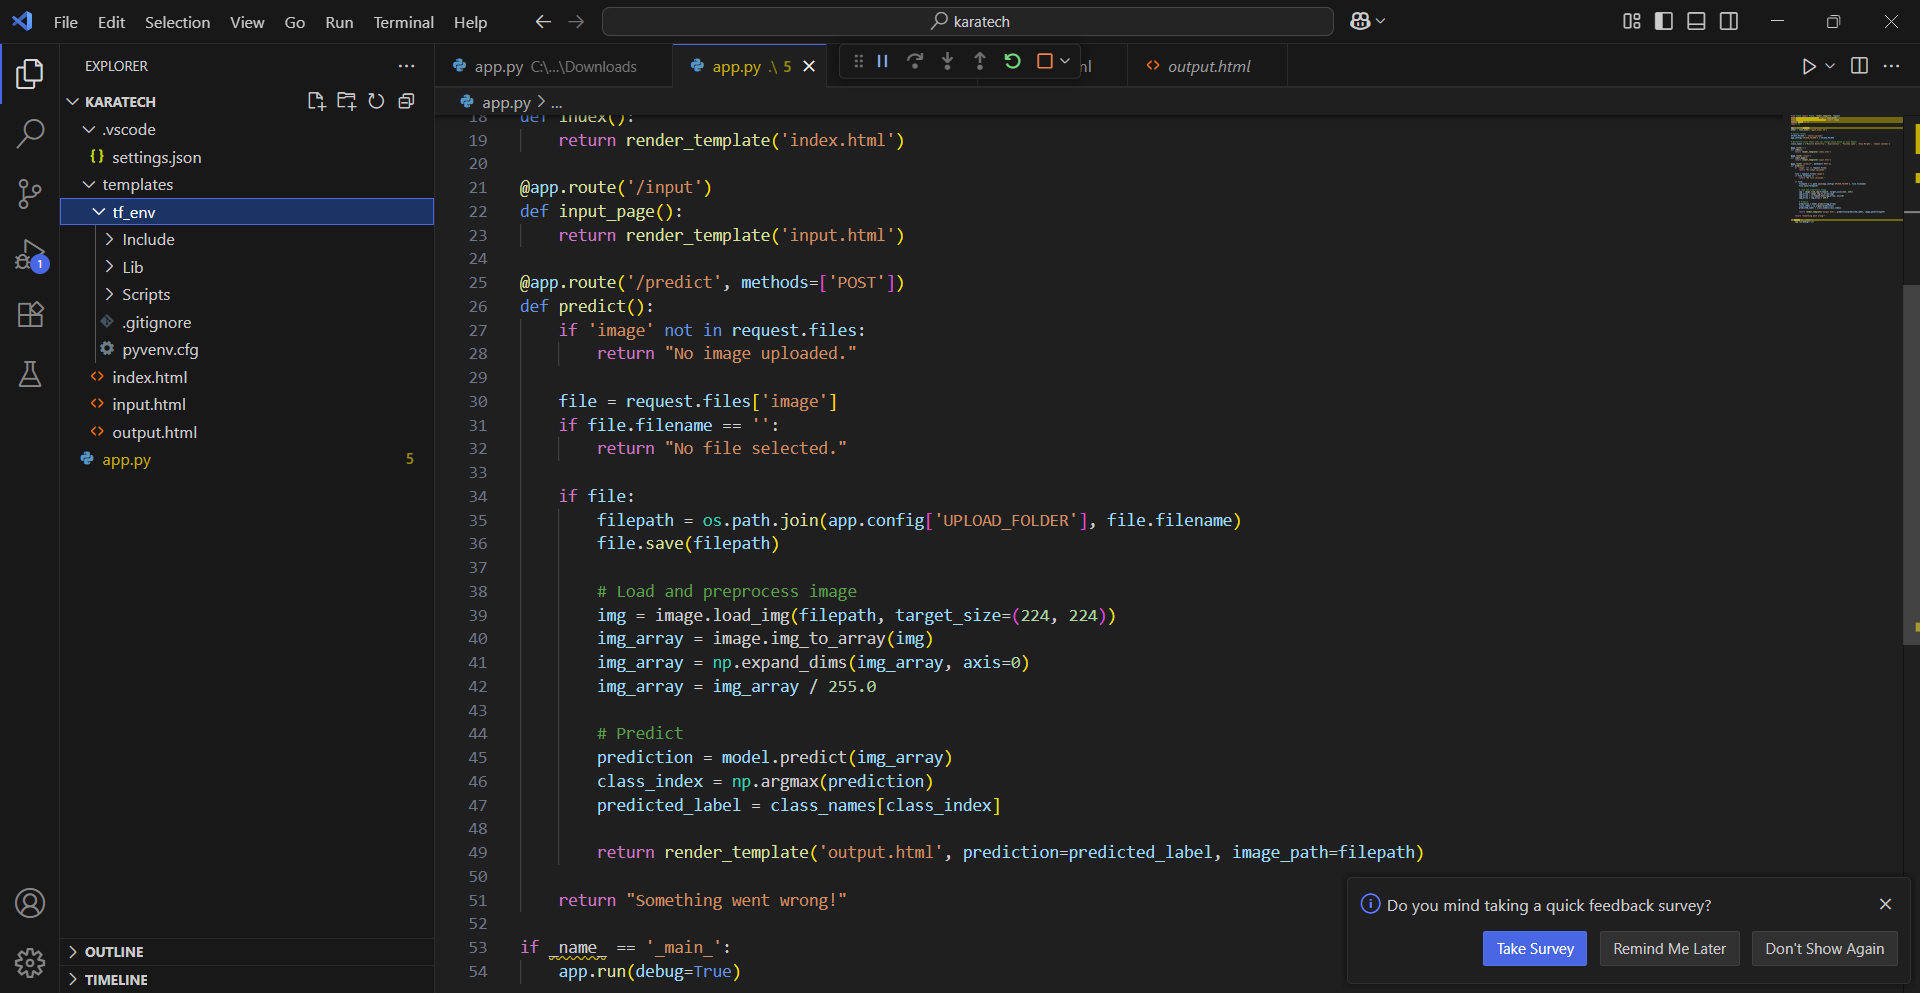 File Edit Selection View Go Run Terminal Help
karatech
EXPLORER
KARATECH
.vscode
settings.json
templates
tf_env
Include
Lib
Scripts
.gitignore
pyvenv.cfg
index.html
input.html
output.html
app.py 5
OUTLINE
TIMELINE
1
app.py C:\...\Downloads
app.py .\ 5
ml
output.html
app.py > ...
18 def index():
19 return render_template('index.html')
20
21 @app.route('/input')
22 def input_page():
23 return render_template('input.html')
24
25 @app.route('/predict', methods=['POST'])
26 def predict():
27 if 'image' not in request.files:
28 return "No image uploaded."
29
30 file = request.files['image']
31 if file.filename == '':
32 return "No file selected."
33
34 if file:
35 filepath = os.path.join(app.config['UPLOAD_FOLDER'], file.filename)
36 file.save(filepath)
37
38 # Load and preprocess image
39 img = image.load_img(filepath, target_size=(224, 224))
40 img_array = image.img_to_array(img)
41 img_array = np.expand_dims(img_array, axis=0)
42 img_array = img_array / 255.0
43
44 # Predict
45 prediction = model.predict(img_array)
46 class_index = np.argmax(prediction)
47 predicted_label = class_names[class_index]
48
49 return render_template('output.html', prediction=predicted_label, image_path=filepath)
50
51 return "Something went wrong!"
52
53 if _name_ == '_main_':
54 app.run(debug=True)
Do you mind taking a quick feedback survey?
Take Survey
Remind Me Later
Don't Show Again